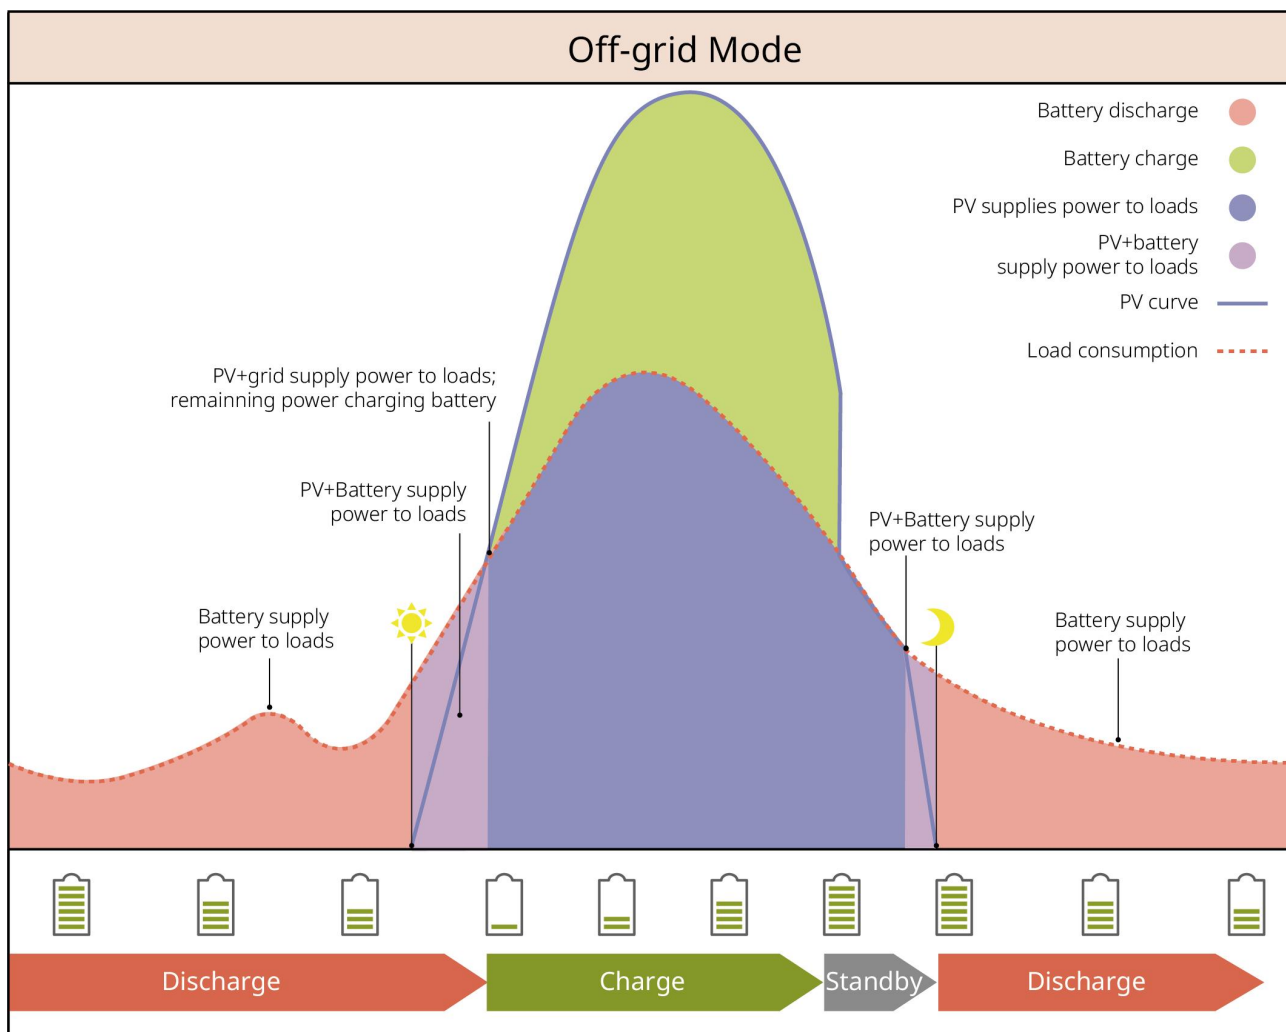 Off-grid Mode
Battery discharge
Battery charge
PV supplies power to loads
PV+battery
supply power to loads
PV curve
Load consumption
PV+grid supply power to loads;
remainning power charging battery
PV+Battery supply
power to loads
PV+Battery supply
power to loads
Battery supply
power to loads
Battery supply
power to loads
Discharge
Charge
Standby
Discharge